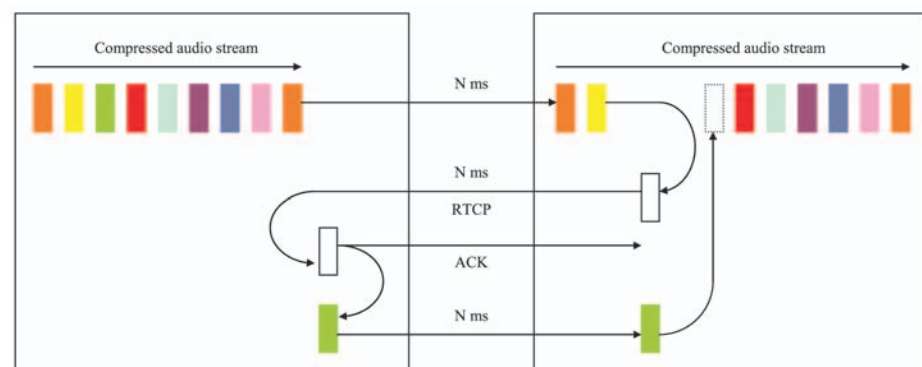 Compressed audio stream
Compressed audio stream
N ms
N ms
RTCP
ACK
N ms